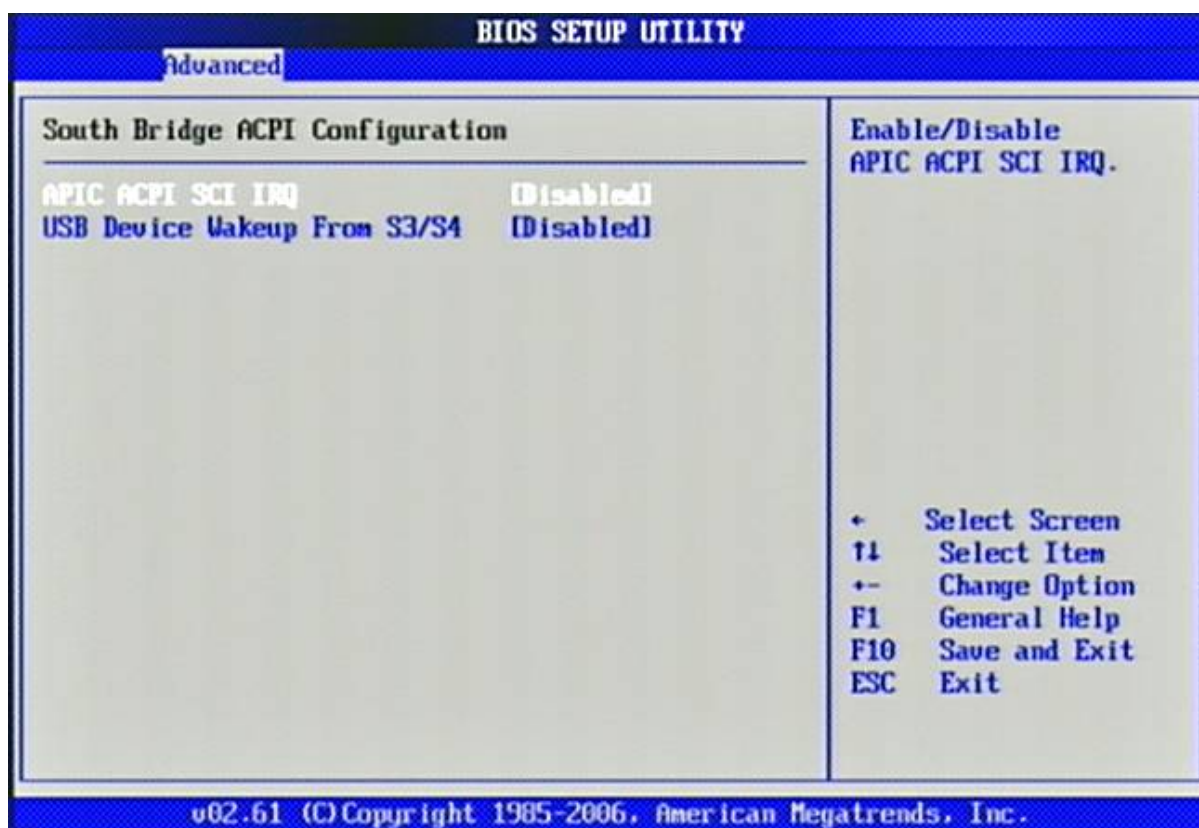 BIOS SETUP UTILITY
Advanced
South Bridge ACPI Configuration
APIC ACPI SCI IRQ [Disabled]
USB Device Wakeup From S3/S4 [Disabled]
Enable/Disable
APIC ACPI SCI IRQ.
← Select Screen
↑↓ Select Item
+- Change Option
F1 General Help
F10 Save and Exit
ESC Exit
v02.61 (C)Copyright 1985-2006, American Megatrends, Inc.